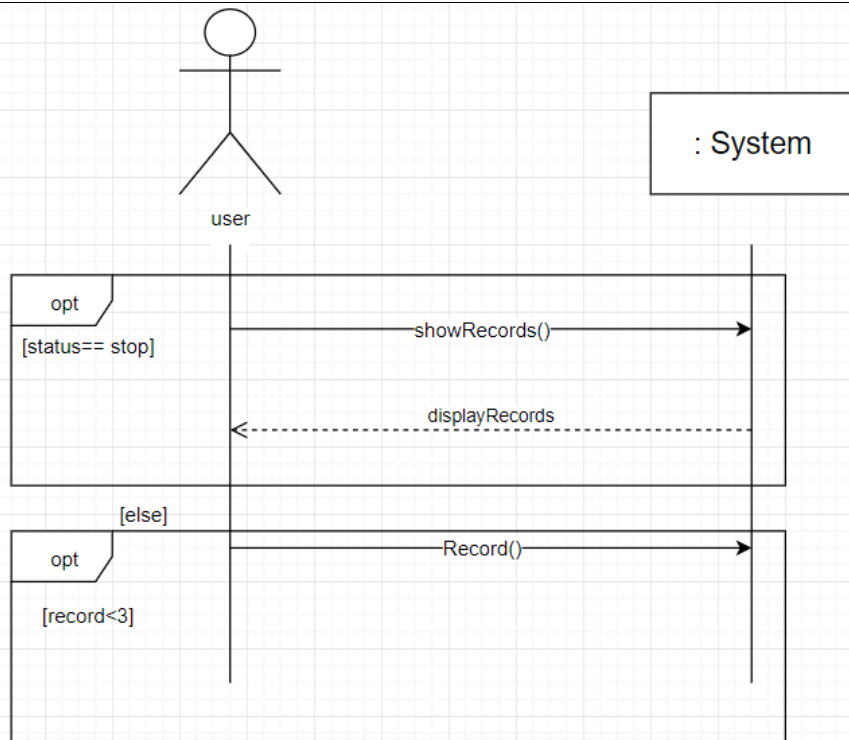 : System
user
opt
showRecords()
[status== stop]
displayRecords
[else]
Record()
opt
[record<3]